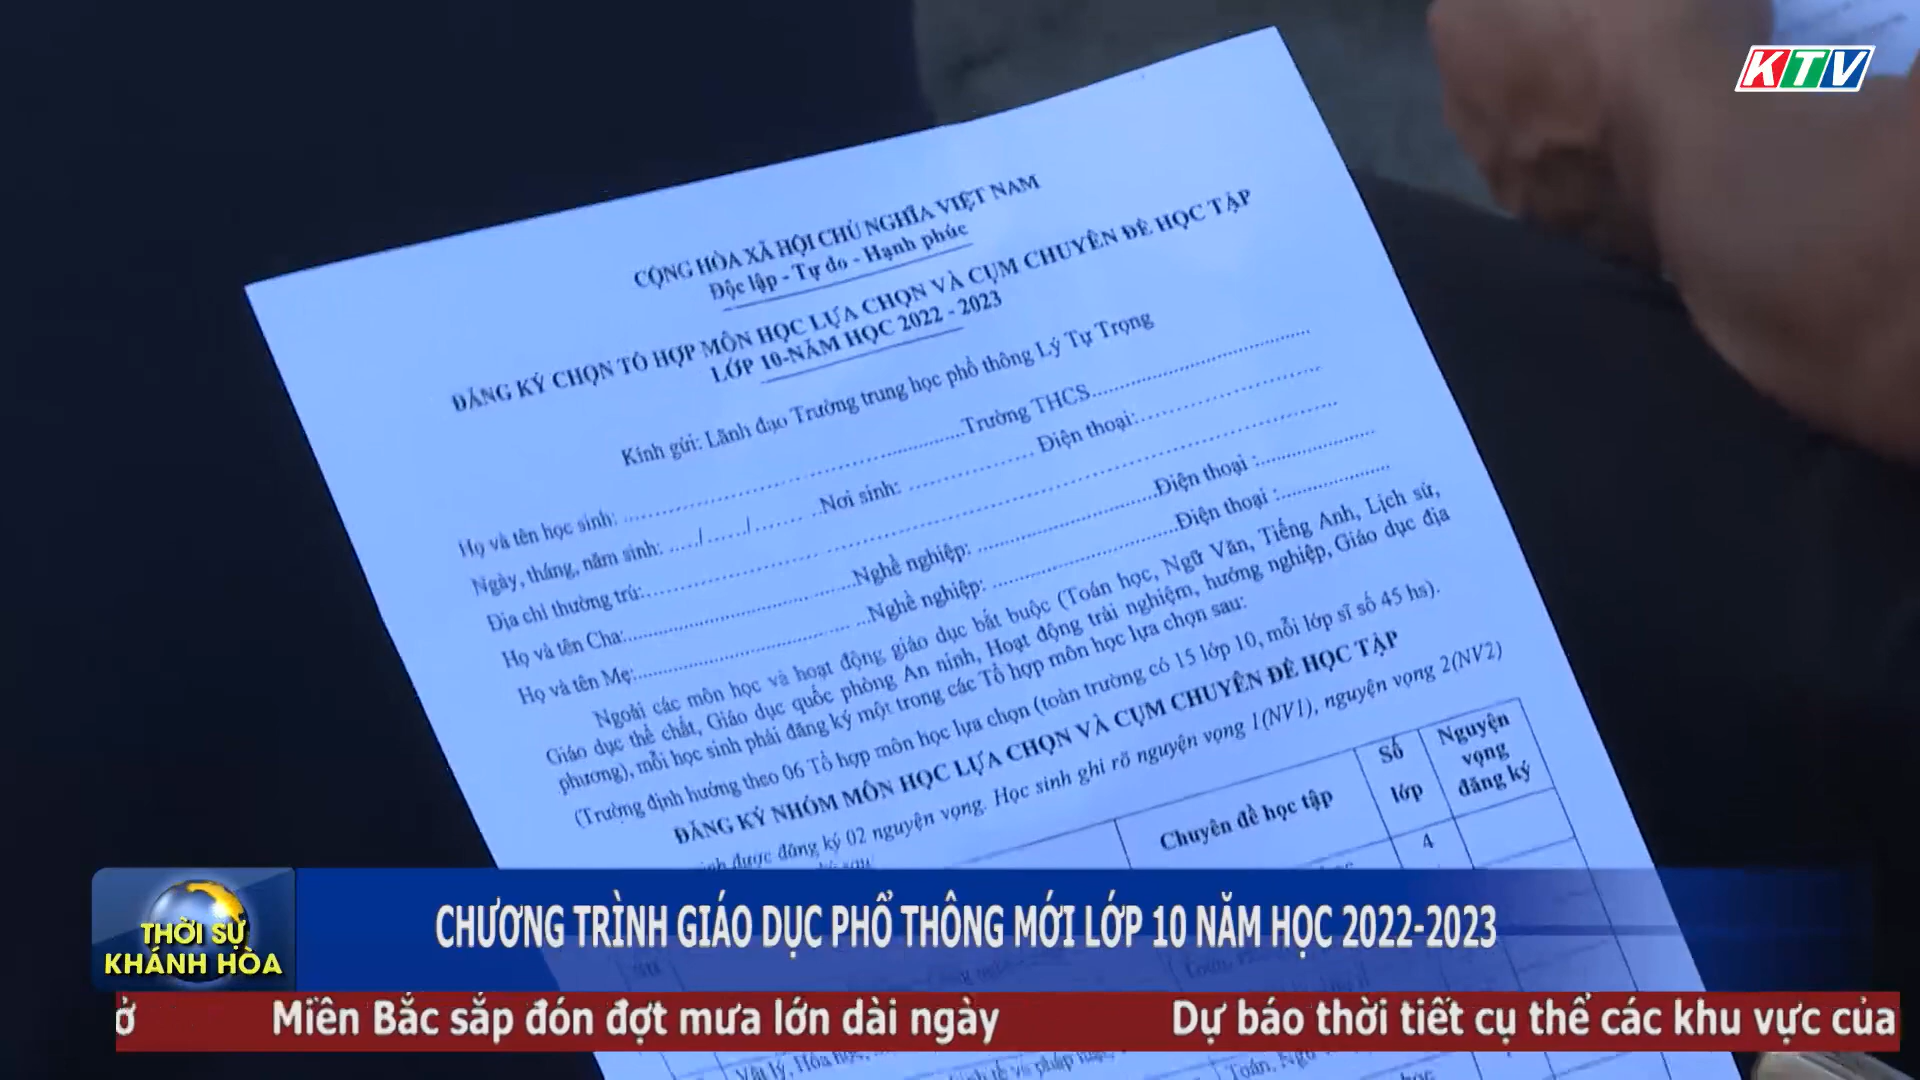 KTV
CỘNG HÒA XÃ HỘI CHỦ NGHĨA VIỆT NAM
Độc lập - Tự do - Hạnh phúc
ĐĂNG KÝ CHỌN TỔ HỢP MÔN HỌC LỰA CHỌN VÀ CỤM CHUYÊN ĐỀ HỌC TẬP
LỚP 10-NĂM HỌC 2022 - 2023
Kính gửi: Lãnh đạo Trường trung học phổ thông Lý Tự Trọng
Họ và tên học sinh: ........................ Trường THCS........................
Ngày, tháng, năm sinh: ...../....../....... Nơi sinh: ................ Điện thoại:................
Địa chỉ thường trú:................................................
Họ và tên Cha:........................Nghề nghiệp: ................Điện thoại :................
Họ và tên Mẹ:........................Nghề nghiệp: ................Điện thoại :................
Ngoài các môn học và hoạt động giáo dục bắt buộc (Toán học, Ngữ Văn, Tiếng Anh, Lịch sử,
Giáo dục thể chất, Giáo dục quốc phòng An ninh, Hoạt động trải nghiệm, hướng nghiệp, Giáo dục địa
phương), mỗi học sinh phải đăng ký một trong các Tổ hợp môn học lựa chọn sau:
(Trường định hướng theo 06 Tổ hợp môn học lựa chọn (toàn trường có 15 lớp 10, mỗi lớp sĩ số 45 hs).
ĐĂNG KÝ NHÓM MÔN HỌC LỰA CHỌN VÀ CỤM CHUYÊN ĐỀ HỌC TẬP
được đăng ký 02 nguyện vọng. Học sinh ghi rõ nguyện vọng 1(NV1), nguyện vọng 2(NV2)
Chuyên đề học tập
Số lớp
Nguyện vọng đăng ký
4
THỜI SỰ
KHÁNH HÒA
CHƯƠNG TRÌNH GIÁO DỤC PHỔ THÔNG MỚI LỚP 10 NĂM HỌC 2022-2023
ở Miền Bắc sắp đón đợt mưa lớn dài ngày Dự báo thời tiết cụ thể các khu vực của
Vật lý, Hóa học,